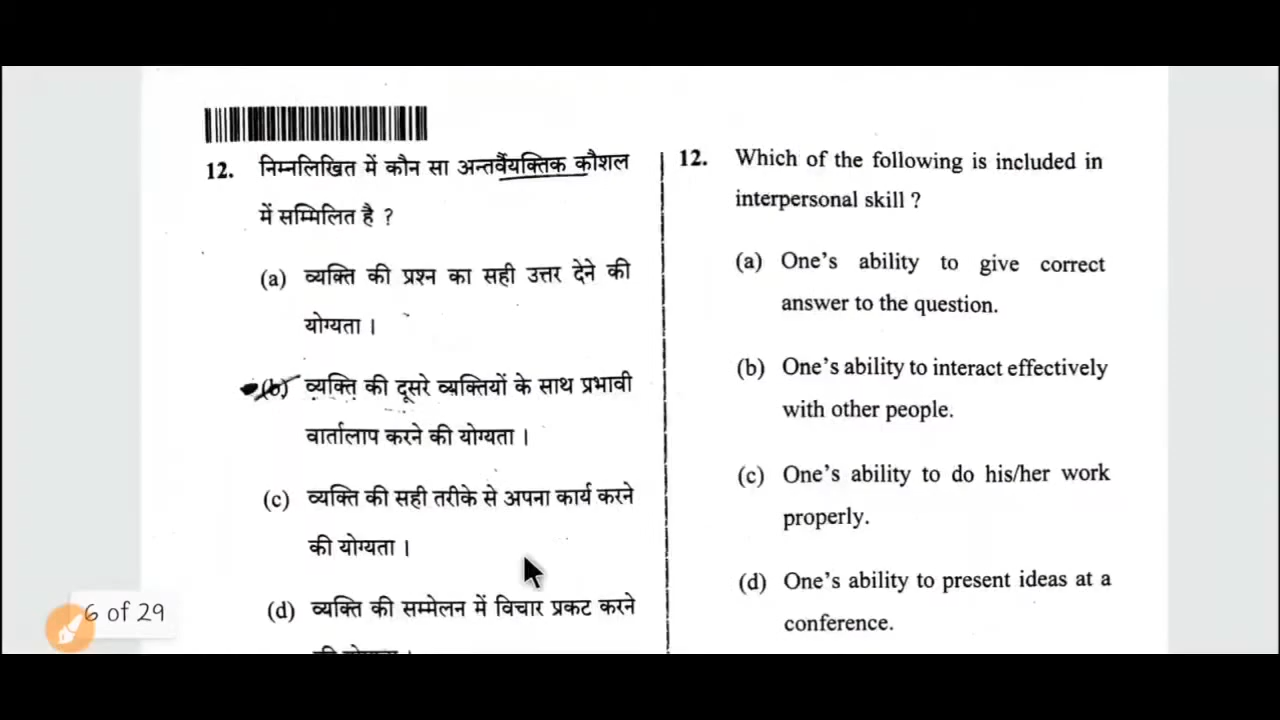 12. निम्नलिखित में कौन सा अन्तर्वैयक्तिक कौशल
में सम्मिलित है ?
(a) व्यक्ति की प्रश्न का सही उत्तर देने की
योग्यता ।
(b) व्यक्ति की दूसरे व्यक्तियों के साथ प्रभावी
वार्तालाप करने की योग्यता ।
(c) व्यक्ति की सही तरीके से अपना कार्य करने
की योग्यता ।
(d) व्यक्ति की सम्मेलन में विचार प्रकट करने
12. Which of the following is included in
interpersonal skill ?
(a) One's ability to give correct
answer to the question.
(b) One's ability to interact effectively
with other people.
(c) One's ability to do his/her work
properly.
(d) One's ability to present ideas at a
conference.
6 of 29